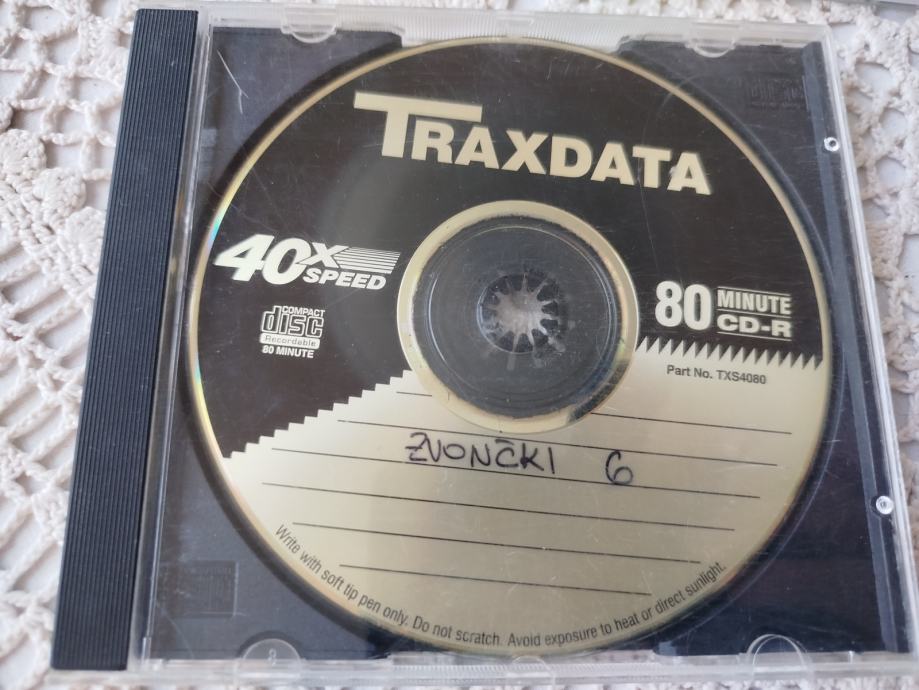 TRAXDATA
40X SPEED
COMPACT
disc
Recordable
80 MINUTE
80 MINUTE CD-R
Part No. TXS4080
ZVONČKI 6
Write with soft tip pen only. Do not scratch. Avoid exposure to heat or direct sunlight.